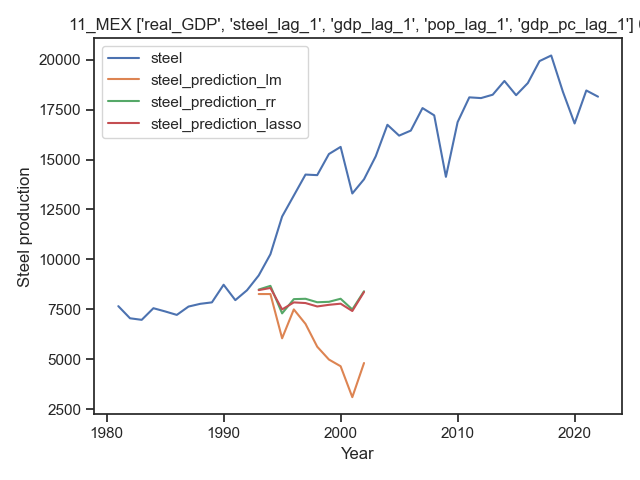 11_MEX ['real_GDP', 'steel_lag_1', 'gdp_lag_1', 'pop_lag_1', 'gdp_pc_lag_1']
steel
steel_prediction_lm
steel_prediction_rr
steel_prediction_lasso
20000
17500
15000
12500
10000
7500
5000
2500
Steel production
1980
1990
2000
2010
2020
Year